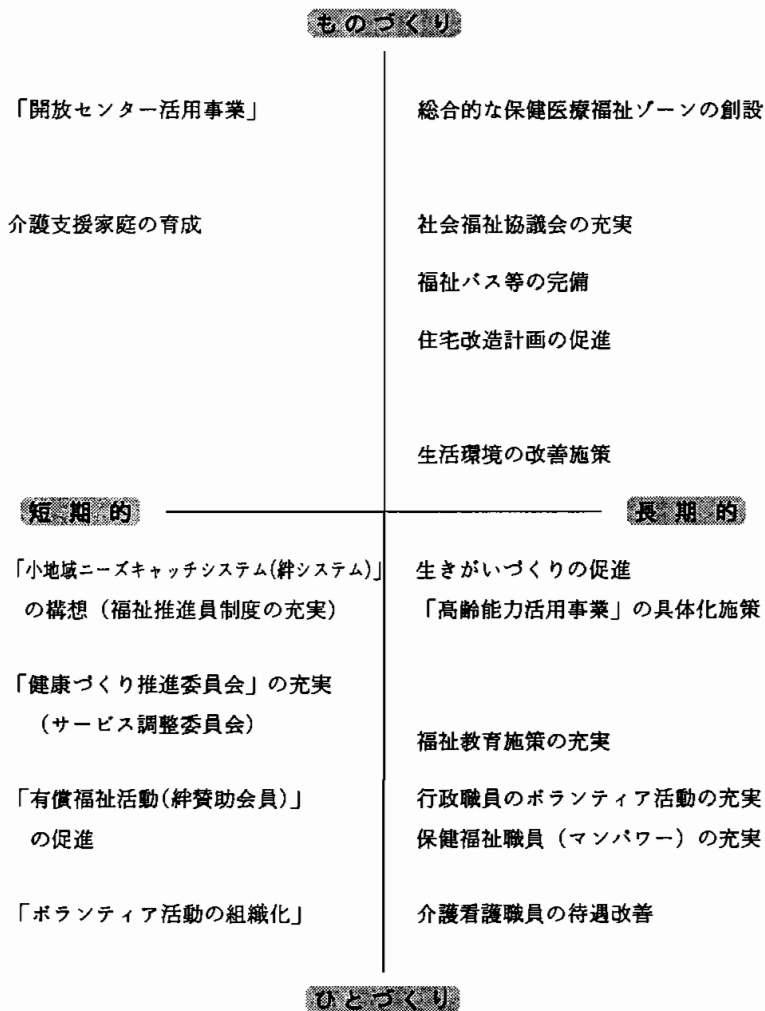 ものづくり
「開放センター活用事業」
総合的な保健医療福祉ゾーンの創設
介護支援家庭の育成
社会福祉協議会の充実
福祉バス等の完備
住宅改造計画の促進
生活環境の改善施策
短期的
長期的
「小地域ニーズキャッチシステム(絆システム)」
の構想（福祉推進員制度の充実）
「健康づくり推進委員会」の充実
（サービス調整委員会）
「有償福祉活動(絆賛助会員)」
の促進
「ボランティア活動の組織化」
生きがいづくりの促進
「高齢能力活用事業」の具体化施策
福祉教育施策の充実
行政職員のボランティア活動の充実
保健福祉職員（マンパワー）の充実
介護看護職員の待遇改善
ひとづくり